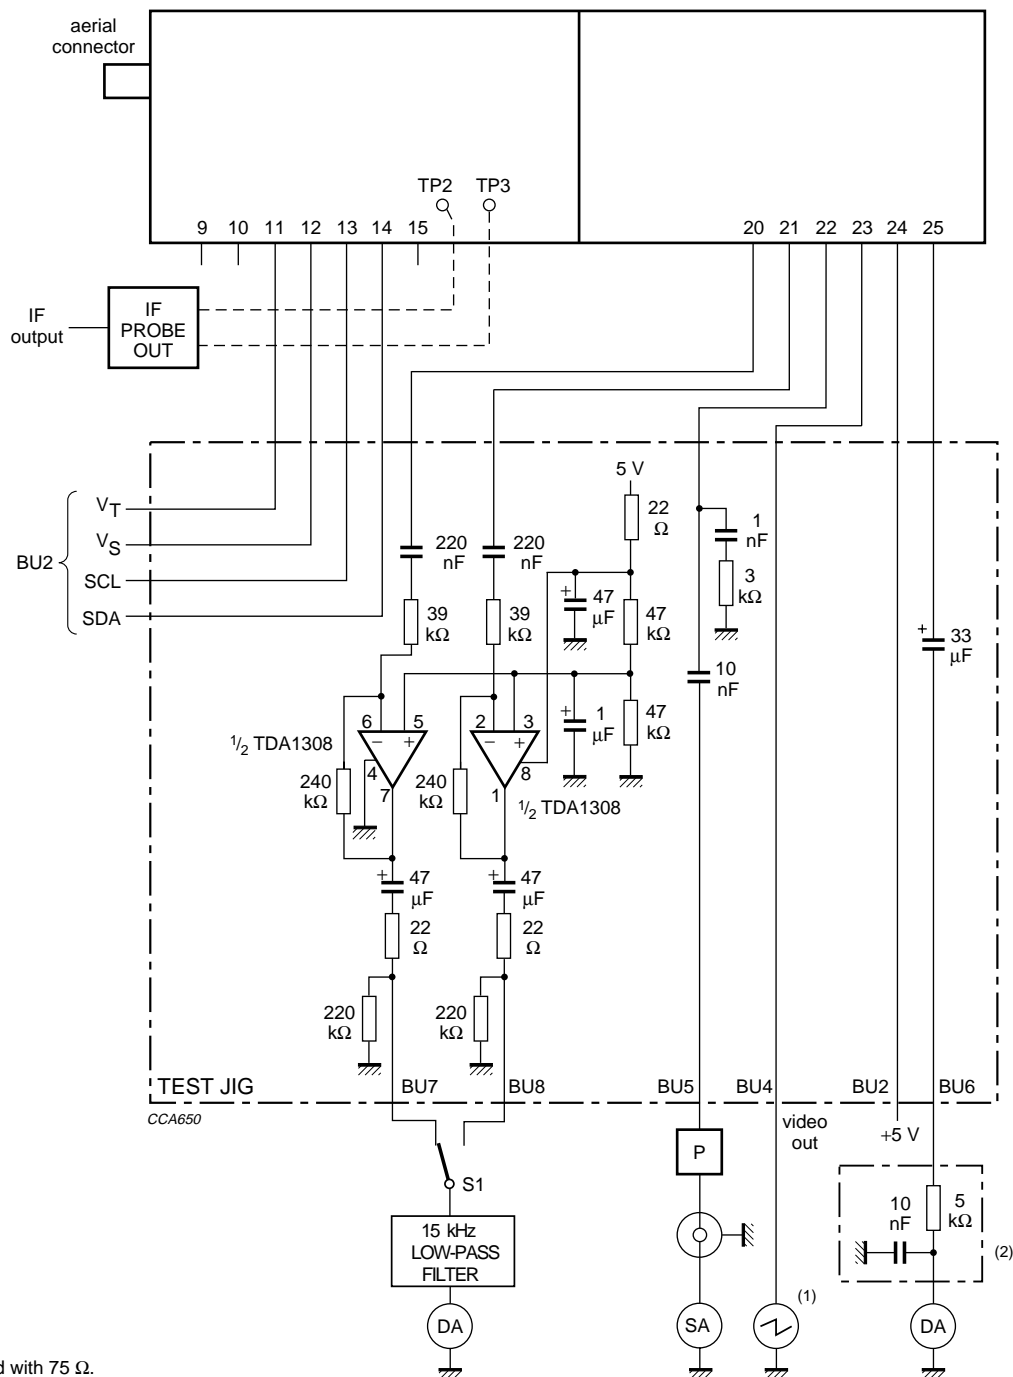 aerial
connector
TP2 TP3
9 10 11 12 13 14 15 20 21 22 23 24 25
IF
output
IF
PROBE
OUT
BU2
VT
VS
SCL
SDA
5 V
22
Ω
220
nF
220
nF
1
nF
3
kΩ
39
kΩ
39
kΩ
47
μF
47
kΩ
+
33
μF
+
10
nF
1
μF
+
47
kΩ
6 5
− +
4
7
2 3
− +
8
1
1/2 TDA1308
1/2 TDA1308
240
kΩ
240
kΩ
+
47
μF
+
47
μF
22
Ω
22
Ω
220
kΩ
220
kΩ
TEST JIG BU7 BU8 BU5 BU4 BU2 BU6
CCA650
video
out
+5 V
P
S1
10
nF
5
kΩ
(2)
15 kHz
LOW-PASS
FILTER
(1)
DA SA DA
d with 75 Ω.